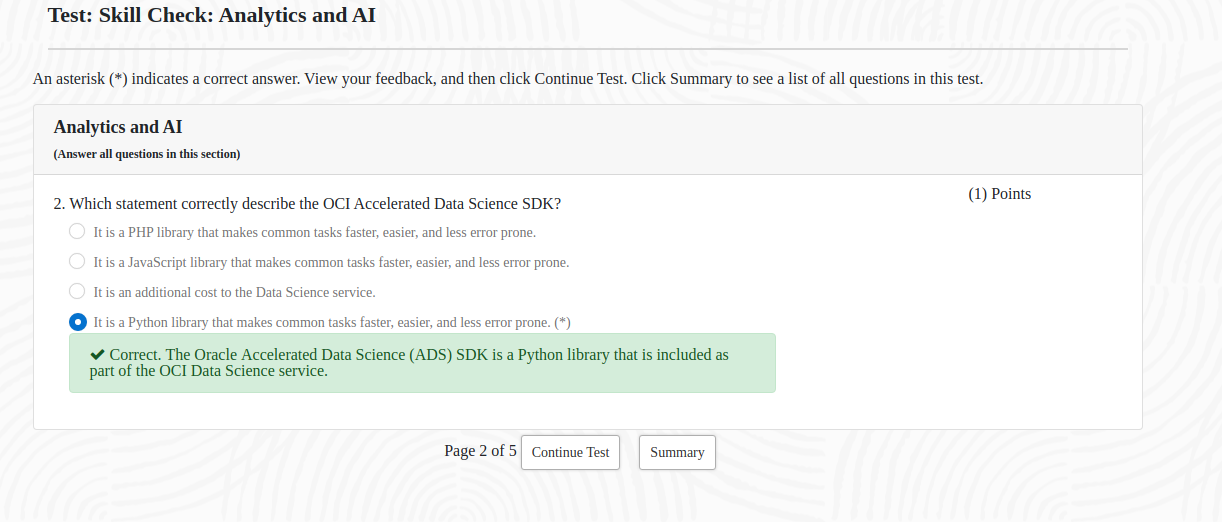 Test: Skill Check: Analytics and AI
An asterisk (*) indicates a correct answer. View your feedback, and then click Continue Test. Click Summary to see a list of all questions in this test.
Analytics and AI
(Answer all questions in this section)
(1) Points
2. Which statement correctly describe the OCI Accelerated Data Science SDK?
It is a PHP library that makes common tasks faster, easier, and less error prone.
It is a JavaScript library that makes common tasks faster, easier, and less error prone.
It is an additional cost to the Data Science service.
It is a Python library that makes common tasks faster, easier, and less error prone. (*)
✔ Correct. The Oracle Accelerated Data Science (ADS) SDK is a Python library that is included as
part of the OCI Data Science service.
Page 2 of 5 Continue Test Summary